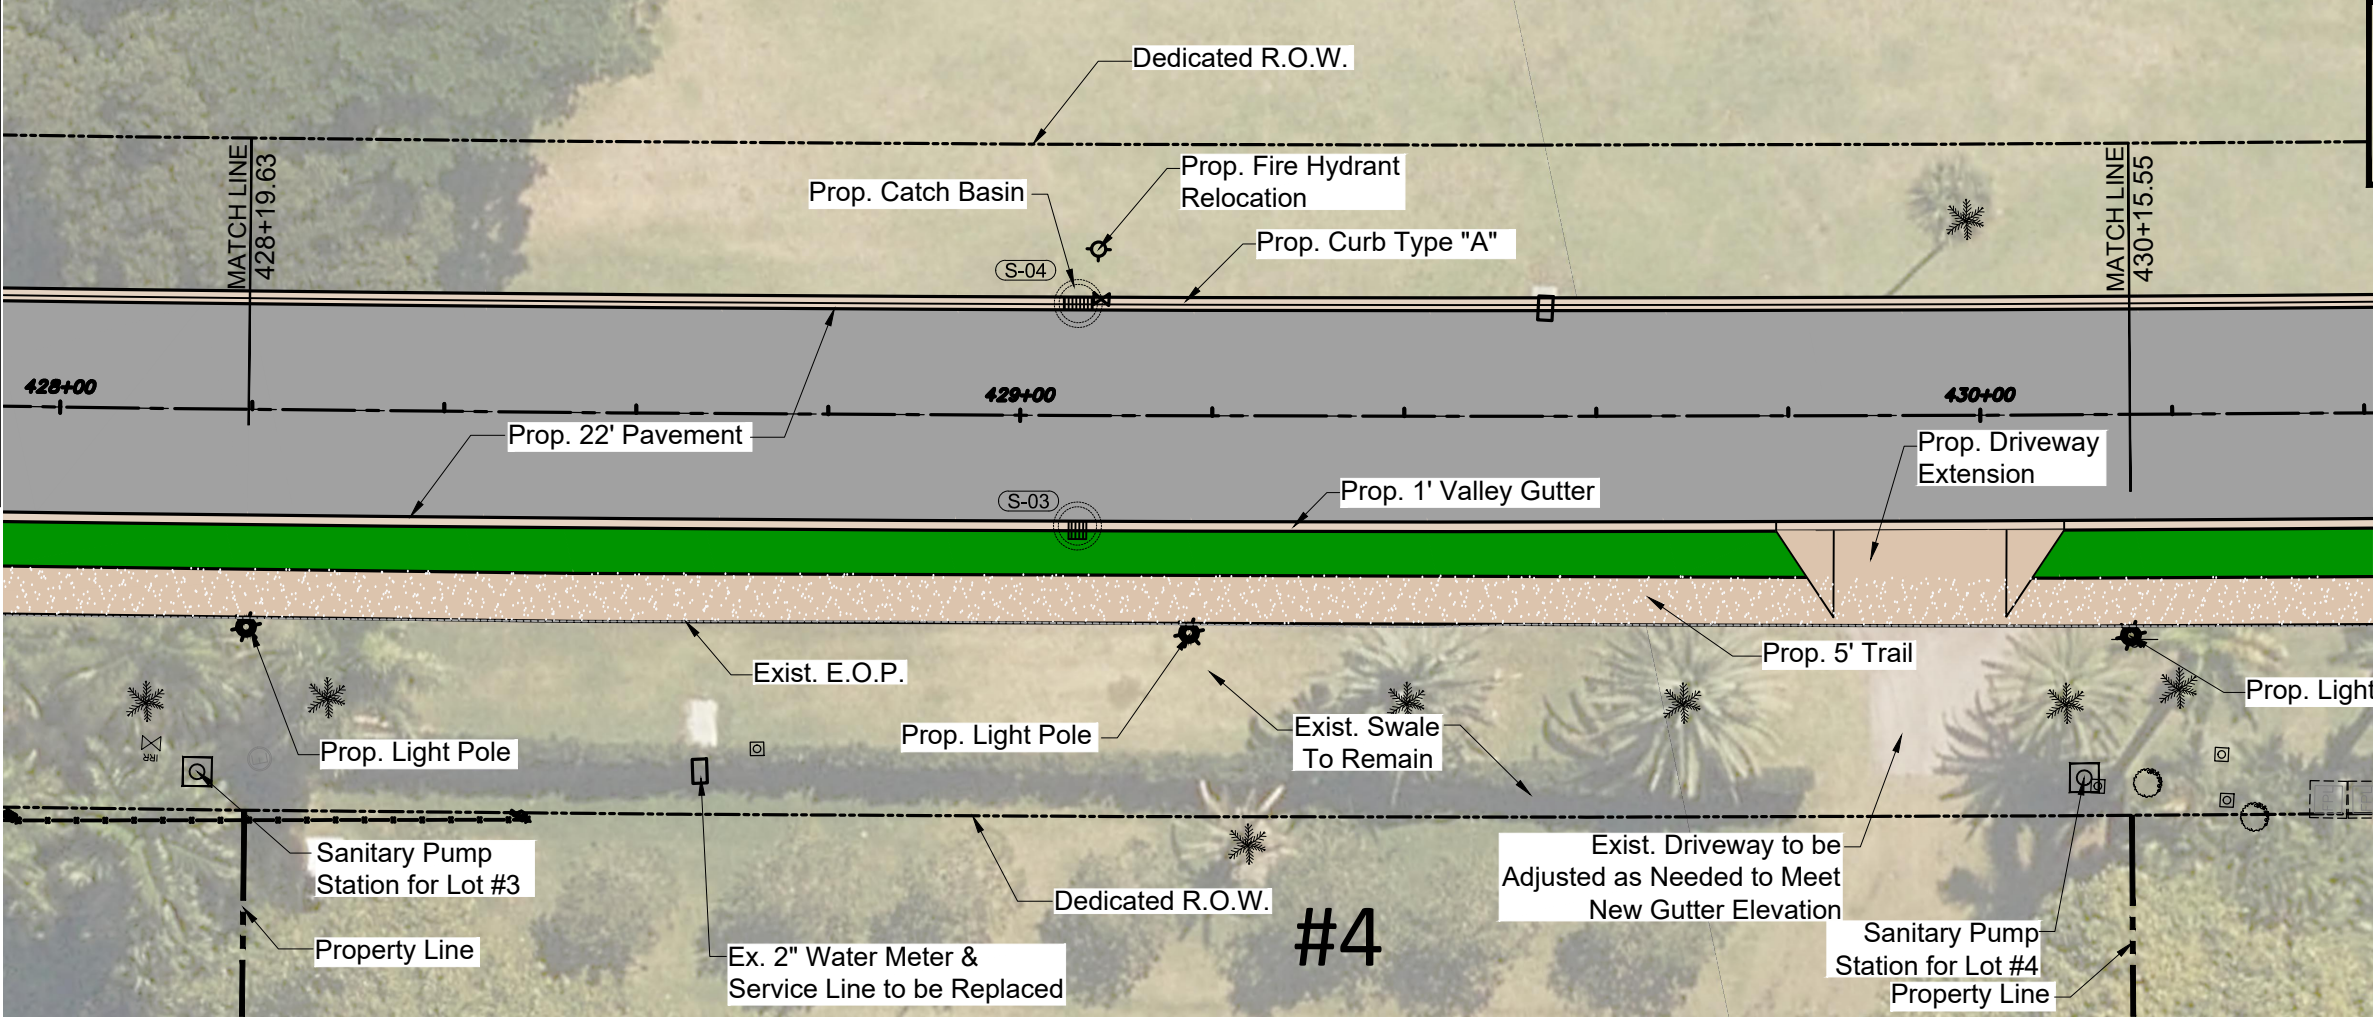 Dedicated R.O.W.
MATCH LINE
428+19.63
Prop. Catch Basin
Prop. Fire Hydrant
Relocation
Prop. Curb Type "A"
S-04
MATCH LINE
430+15.55
428+00
429+00
430+00
Prop. 22' Pavement
Prop. Driveway
Extension
S-03
Prop. 1' Valley Gutter
Exist. E.O.P.
Prop. 5' Trail
Prop. Light
Prop. Light Pole
Prop. Light Pole
Exist. Swale
To Remain
IRR
Sanitary Pump
Station for Lot #3
Exist. Driveway to be
Adjusted as Needed to Meet
New Gutter Elevation
Dedicated R.O.W.
#4
Property Line
Ex. 2" Water Meter &
Service Line to be Replaced
Sanitary Pump
Station for Lot #4
Property Line